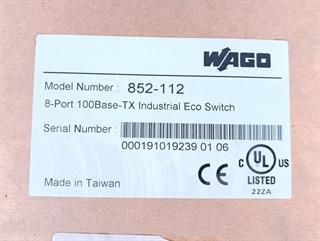 WAGO
Model Number : 852-112
8-Port 100Base-TX Industrial Eco Switch
Serial Number :
000191019239 01 06
C UL US
LISTED
22ZA
CE
Made in Taiwan